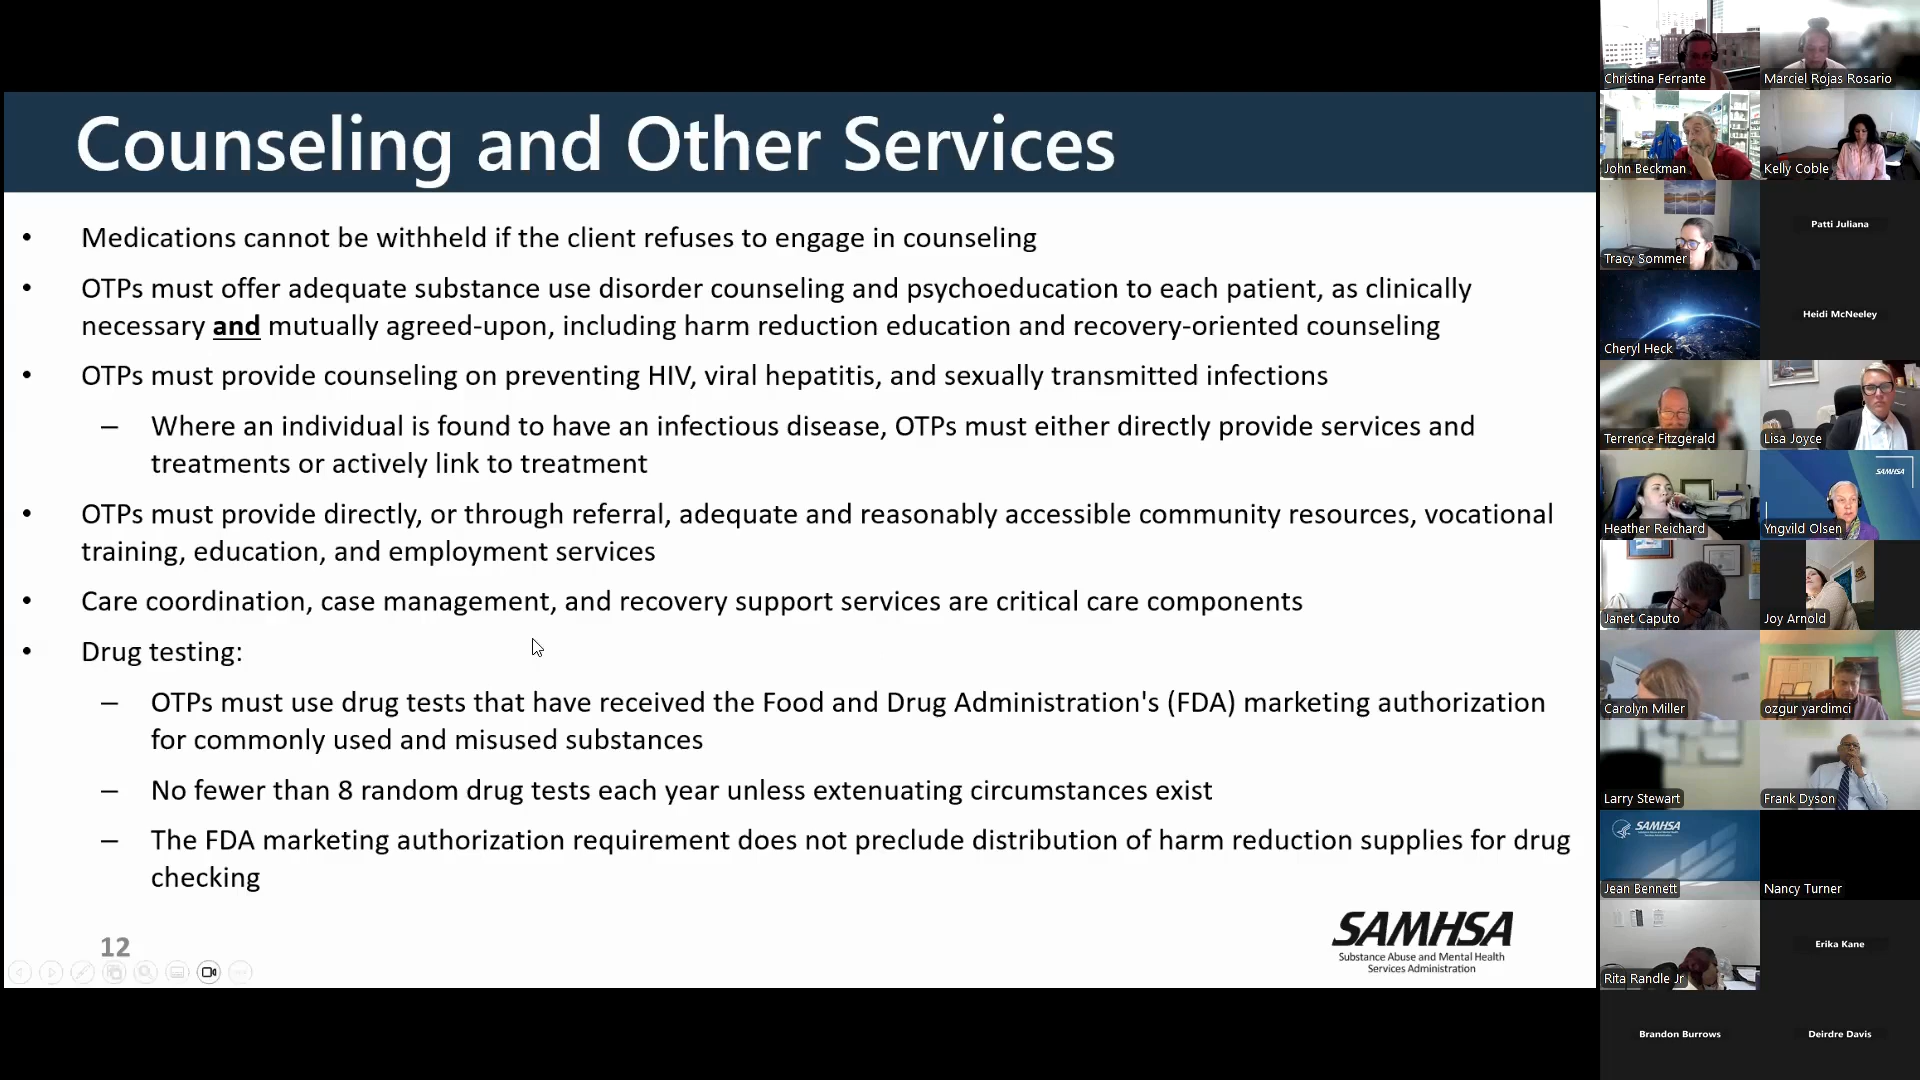 Counseling and Other Services
• Medications cannot be withheld if the client refuses to engage in counseling
• OTPs must offer adequate substance use disorder counseling and psychoeducation to each patient, as clinically
necessary and mutually agreed-upon, including harm reduction education and recovery-oriented counseling
• OTPs must provide counseling on preventing HIV, viral hepatitis, and sexually transmitted infections
– Where an individual is found to have an infectious disease, OTPs must either directly provide services and
treatments or actively link to treatment
• OTPs must provide directly, or through referral, adequate and reasonably accessible community resources, vocational
training, education, and employment services
• Care coordination, case management, and recovery support services are critical care components
• Drug testing:
– OTPs must use drug tests that have received the Food and Drug Administration's (FDA) marketing authorization
for commonly used and misused substances
– No fewer than 8 random drug tests each year unless extenuating circumstances exist
– The FDA marketing authorization requirement does not preclude distribution of harm reduction supplies for drug
checking
12
SAMHSA
Substance Abuse and Mental Health
Services Administration
Christina Ferrante
Marciel Rojas Rosario
John Beckman
Kelly Coble
Tracy Sommer
Patti Juliana
Cheryl Heck
Heidi McNeeley
Terrence Fitzgerald
Lisa Joyce
Heather Reichard
SAMHSA
Yngvild Olsen
Janet Caputo
Joy Arnold
Carolyn Miller
ozgur yardimci
Larry Stewart
Frank Dyson
SAMHSA
Jean Bennett
Nancy Turner
Rita Randle Jr
Erika Kane
Brandon Burrows
Deirdre Davis